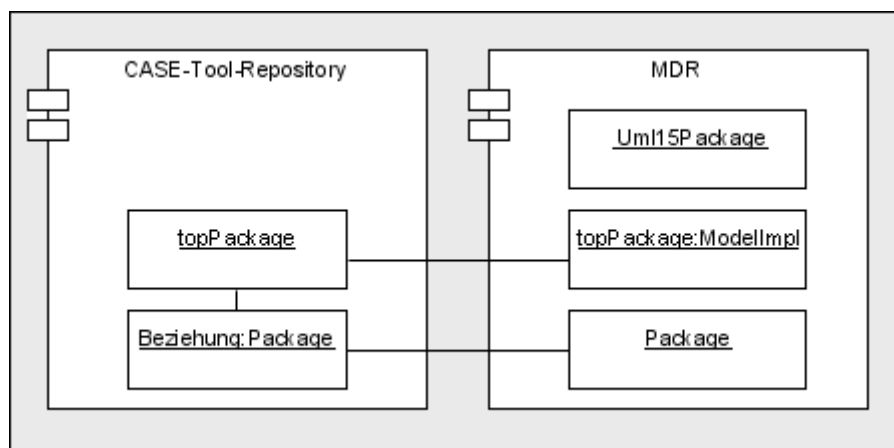 CASE-Tool-Repository
topPackage
Beziehung:Package
MDR
Uml15Package
topPackage:ModelImpl
Package